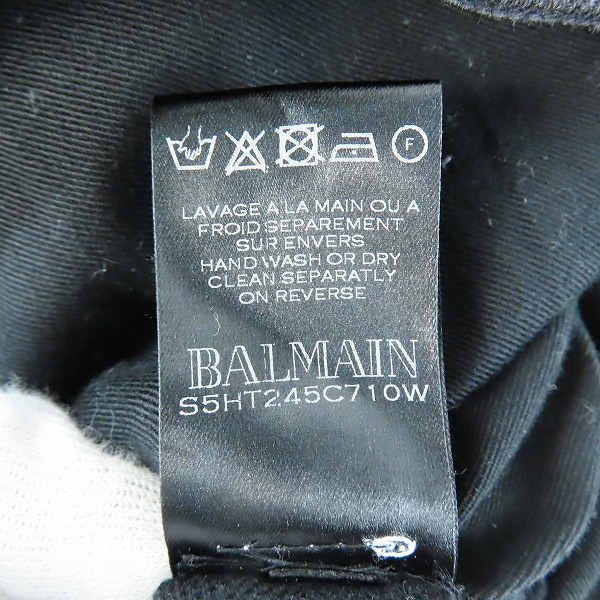 F
LAVAGE A LA MAIN OU A
FROID SEPAREMENT
SUR ENVERS
HAND WASH OR DRY
CLEAN SEPARATLY
ON REVERSE
BALMAIN
S5HT245C710W